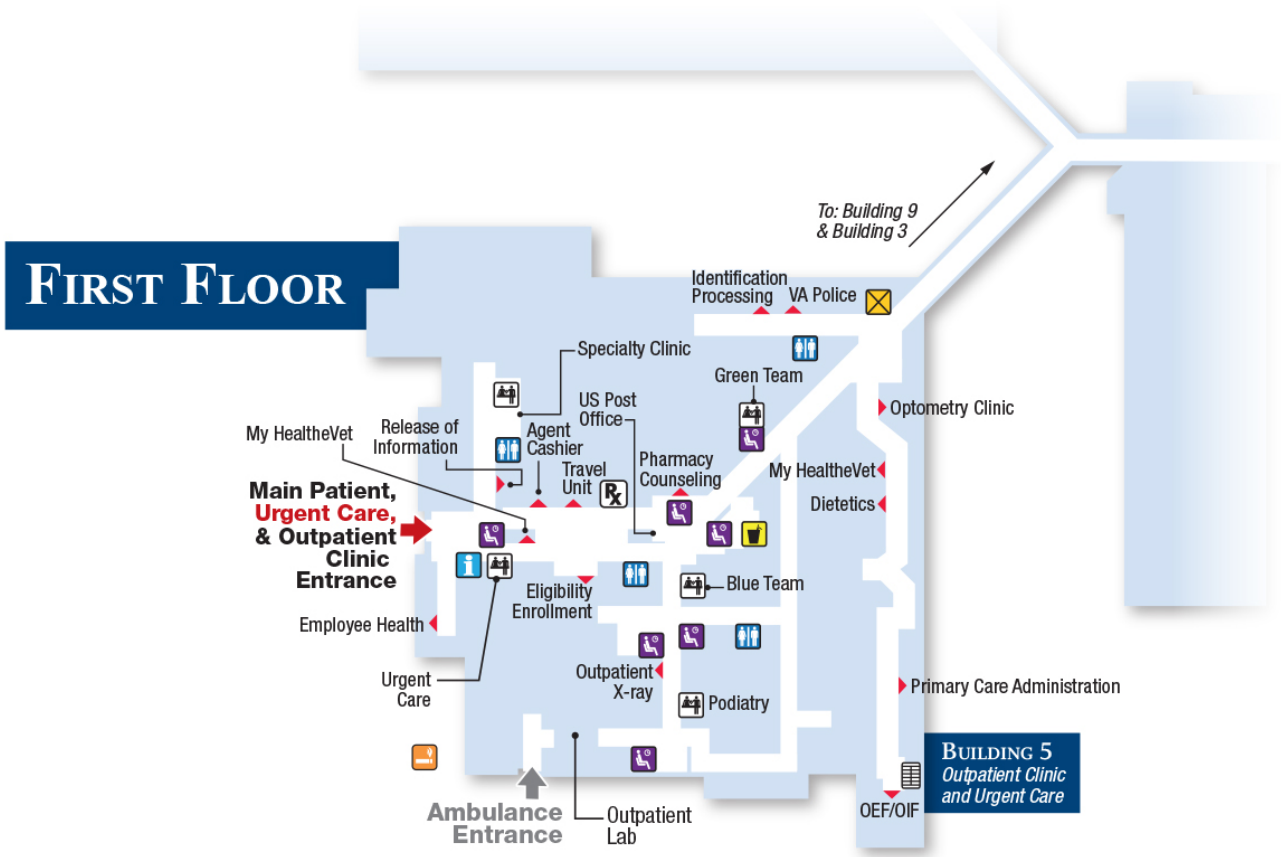 To: Building 9
& Building 3
FIRST FLOOR
Identification
Processing
VA Police
Specialty Clinic
Green Team
US Post
Office
Optometry Clinic
My HealtheVet
Release of
Information
Agent
Cashier
Travel
Unit
Rx
Pharmacy
Counseling
My HealtheVet
Dietetics
Main Patient,
Urgent Care,
& Outpatient
Clinic
Entrance
i
Eligibility
Enrollment
Blue Team
Employee Health
Outpatient
X-ray
Urgent
Care
Podiatry
Primary Care Administration
BUILDING 5
Outpatient Clinic
and Urgent Care
OEF/OIF
Ambulance
Entrance
Outpatient
Lab